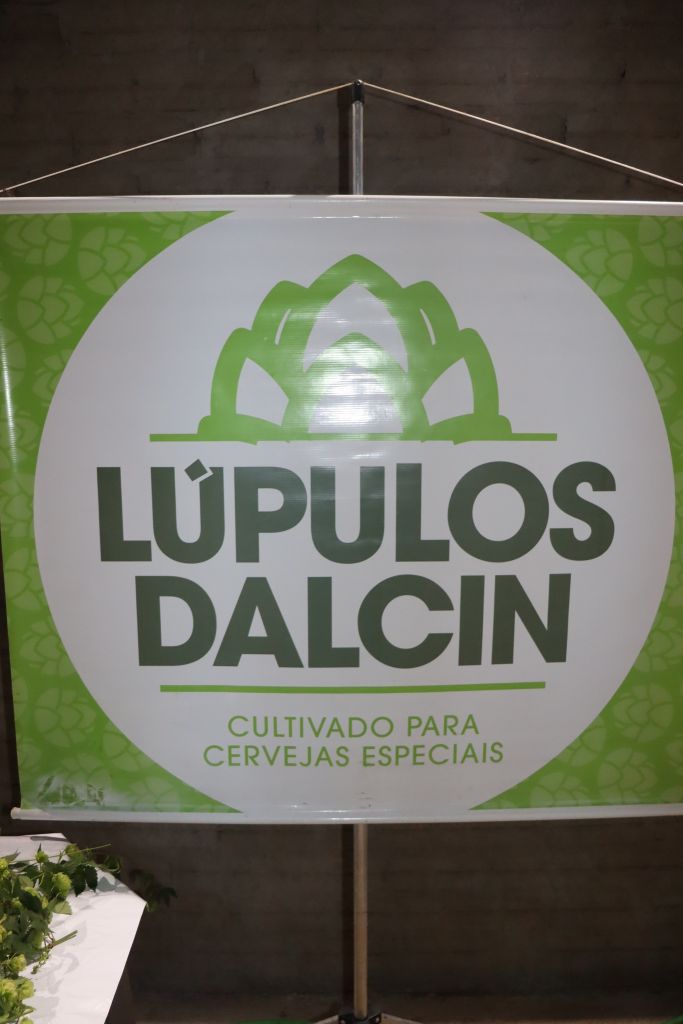 LÚPULOS
DALCIN
CULTIVADO PARA
CERVEJAS ESPECIAIS